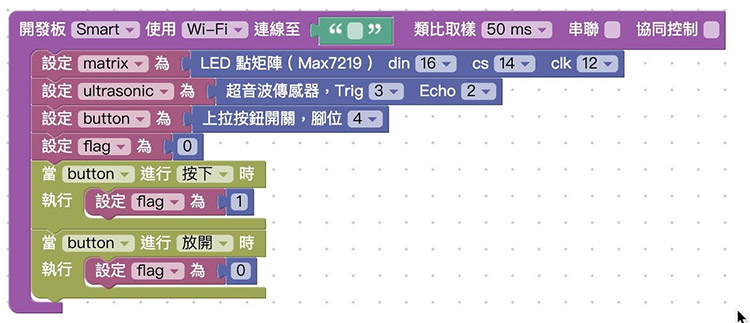 開發板 Smart 使用 Wi-Fi 連線至 “ ” 類比取樣 50 ms 串聯 協同控制
設定 matrix 為 LED 點矩陣（Max7219） din 16 cs 14 clk 12
設定 ultrasonic 為 超音波傳感器，Trig 3 Echo 2
設定 button 為 上拉按鈕開關，腳位 4
設定 flag 為 0
當 button 進行 按下 時
執行 設定 flag 為 1
當 button 進行 放開 時
執行 設定 flag 為 0